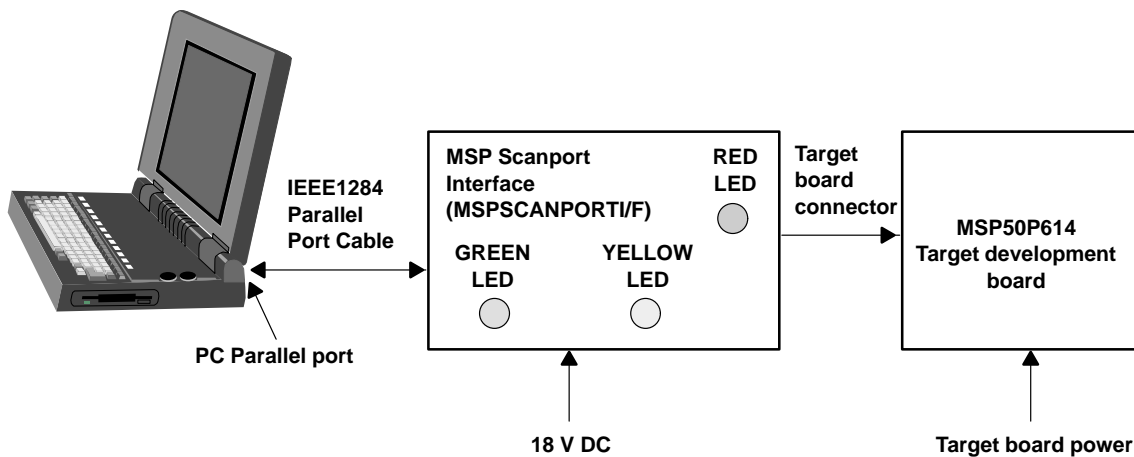 IEEE1284
Parallel
Port Cable
PC Parallel port
MSP Scanport
Interface
(MSPSCANPORTI/F)
RED
LED
GREEN
LED
YELLOW
LED
18 V DC
Target
board
connector
MSP50P614
Target development
board
Target board power